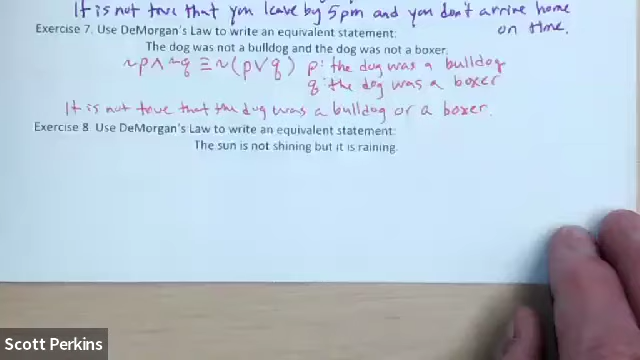 It is not true that you leave by 5pm and you don't arrive home
on time.
Exercise 7. Use DeMorgan's Law to write an equivalent statement:
The dog was not a bulldog and the dog was not a boxer.
~p ∧ ~q ≡ ~(p ∨ q) p: the dog was a bulldog
q: the dog was a boxer
It is not true that the dog was a bulldog or a boxer.
Exercise 8 Use DeMorgan's Law to write an equivalent statement:
The sun is not shining but it is raining.
Scott Perkins